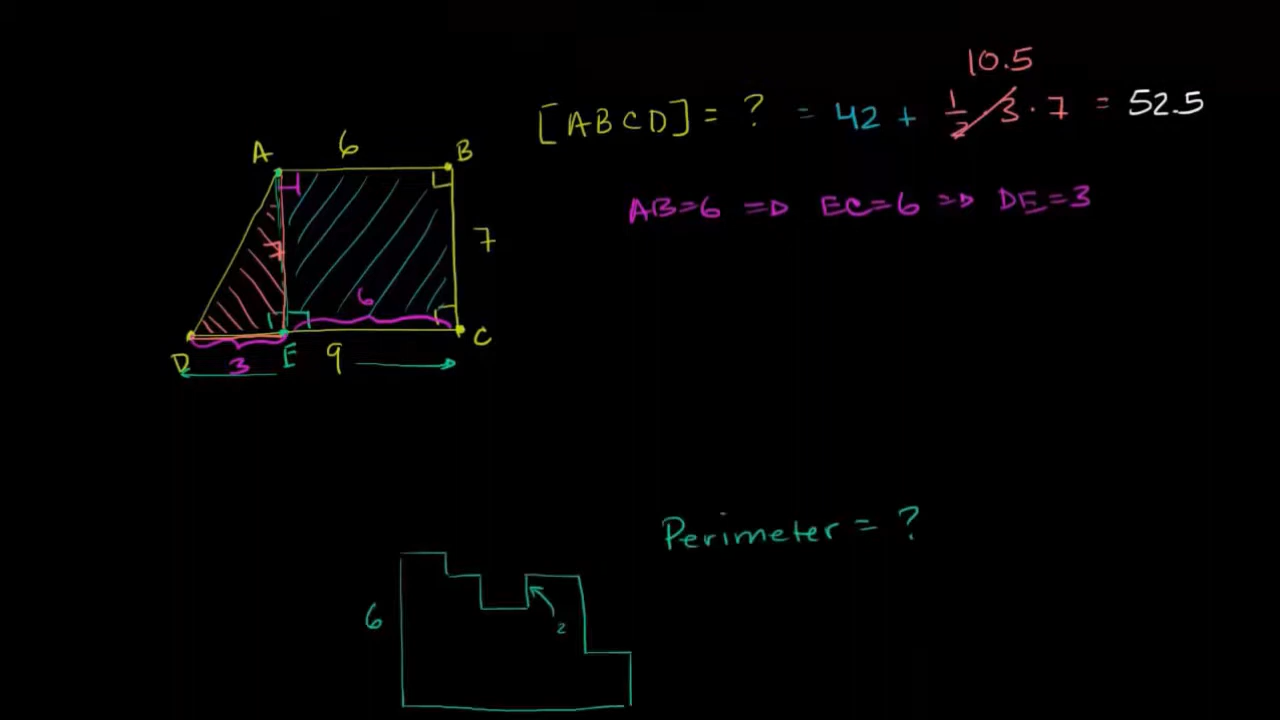 10.5
[ABCD] = ? = 42 + 1/2 · 3 · 7 = 52.5
A 6 B
AB=6 ⇒ EC=6 ⇒ DE=3
7 7
6
D 3 E 9 C
Perimeter = ?
6 2